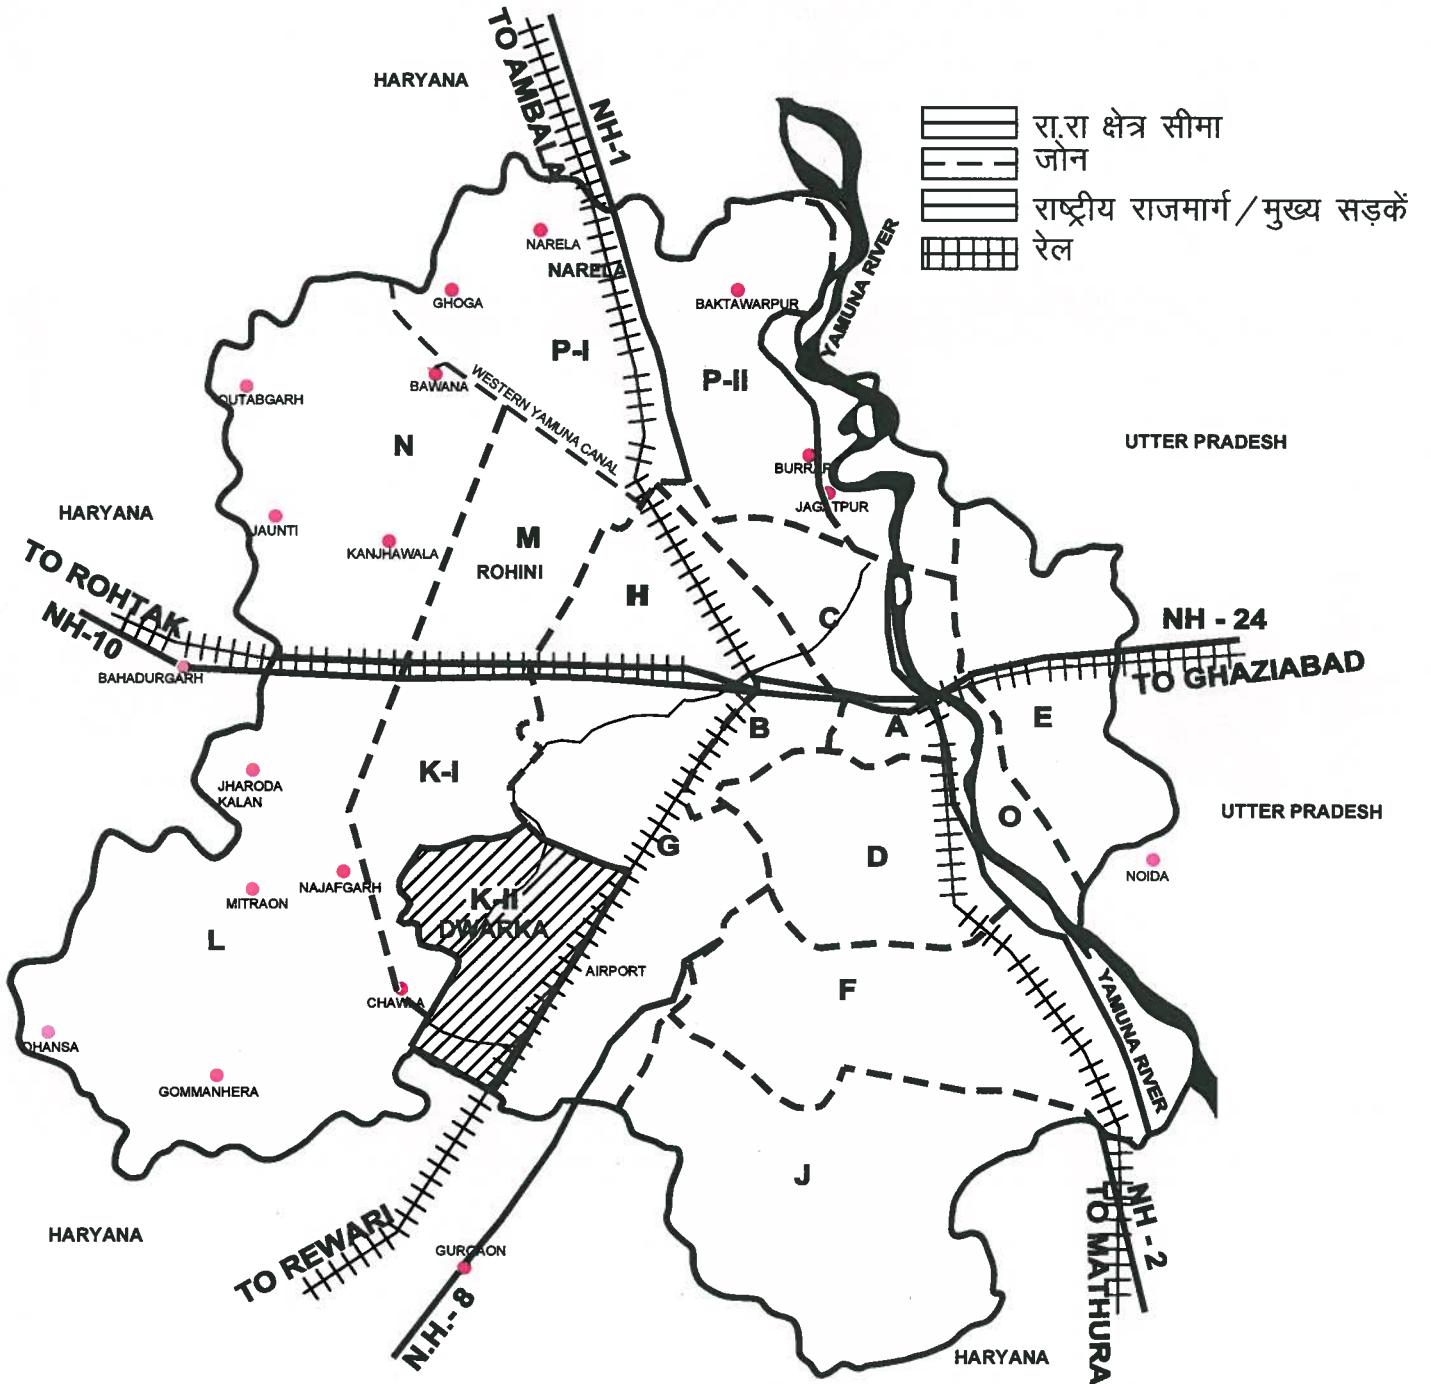 TO AMBALA
HARYANA
NH-1
रा.रा क्षेत्र सीमा
जोन
राष्ट्रीय राजमार्ग / मुख्य सड़कें
रेल
NARELA
NARELA
YAMUNA RIVER
GHOGA
BAKTAWARPUR
P-I
P-II
BAWANA
WESTERN YAMUNA CANAL
QUTABGARH
N
UTTER PRADESH
BURRARI
JAGATPUR
HARYANA
JAUNTI
KANJHAWALA
M
ROHINI
H
C
TO ROHTAK
NH-10
NH - 24
TO GHAZIABAD
BAHADURGARH
B
A
E
K-I
JHARODA
KALAN
O
UTTER PRADESH
G
D
NOIDA
NAJAFGARH
MITRAON
K-II
DWARKA
L
AIRPORT
F
CHAWLA
YAMUNA RIVER
DHANSA
GOMMANHERA
J
HARYANA
TO REWARI
GURGAON
N.H.- 8
NH - 2
TO MATHURA
HARYANA